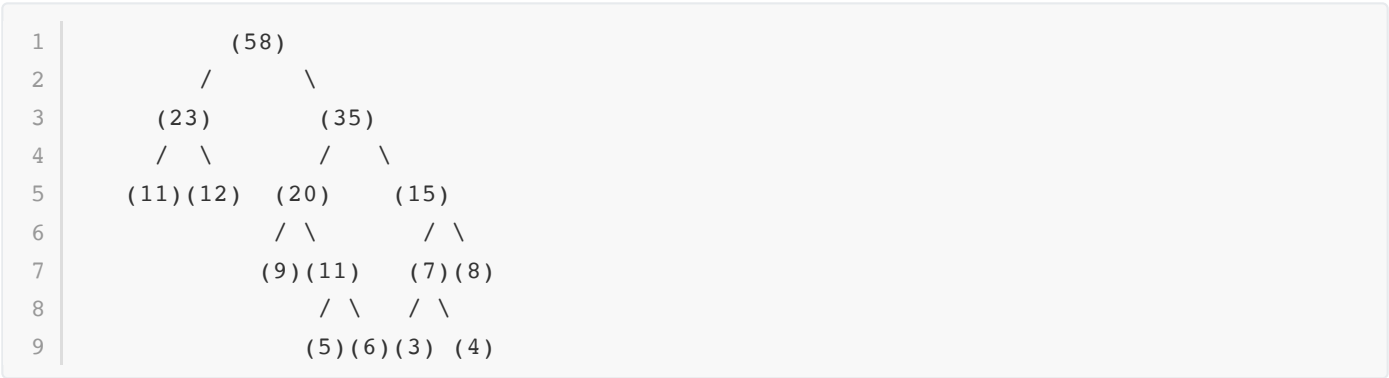 1           (58)
2         /      \
3      (23)       (35)
4      /  \       /   \
5    (11)(12)  (20)    (15)
6              / \       / \
7             (9)(11)   (7)(8)
8                 / \   / \
9                (5)(6)(3) (4)